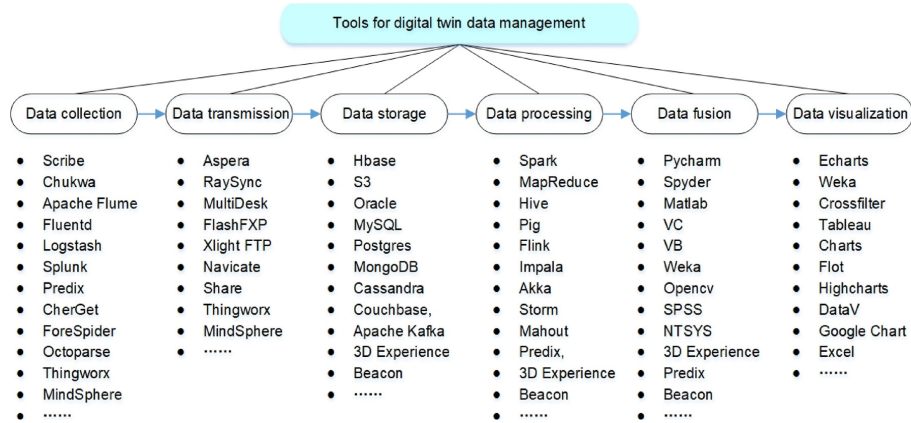 Tools for digital twin data management
Data collection
Data transmission
Data storage
Data processing
Data fusion
Data visualization
● Scribe
● Chukwa
● Apache Flume
● Fluentd
● Logstash
● Splunk
● Predix
● CherGet
● ForeSpider
● Octoparse
● Thingworx
● MindSphere
● ······
● Aspera
● RaySync
● MultiDesk
● FlashFXP
● Xlight FTP
● Navicate
● Share
● Thingworx
● MindSphere
● ······
● Hbase
● S3
● Oracle
● MySQL
● Postgres
● MongoDB
● Cassandra
● Couchbase,
● Apache Kafka
● 3D Experience
● Beacon
● ······
● Spark
● MapReduce
● Hive
● Pig
● Flink
● Impala
● Akka
● Storm
● Mahout
● Predix,
● 3D Experience
● Beacon
● ······
● Pycharm
● Spyder
● Matlab
● VC
● VB
● Weka
● Opencv
● SPSS
● NTSYS
● 3D Experience
● Predix
● Beacon
● ······
● Echarts
● Weka
● Crossfilter
● Tableau
● Charts
● Flot
● Highcharts
● DataV
● Google Chart
● Excel
● ······